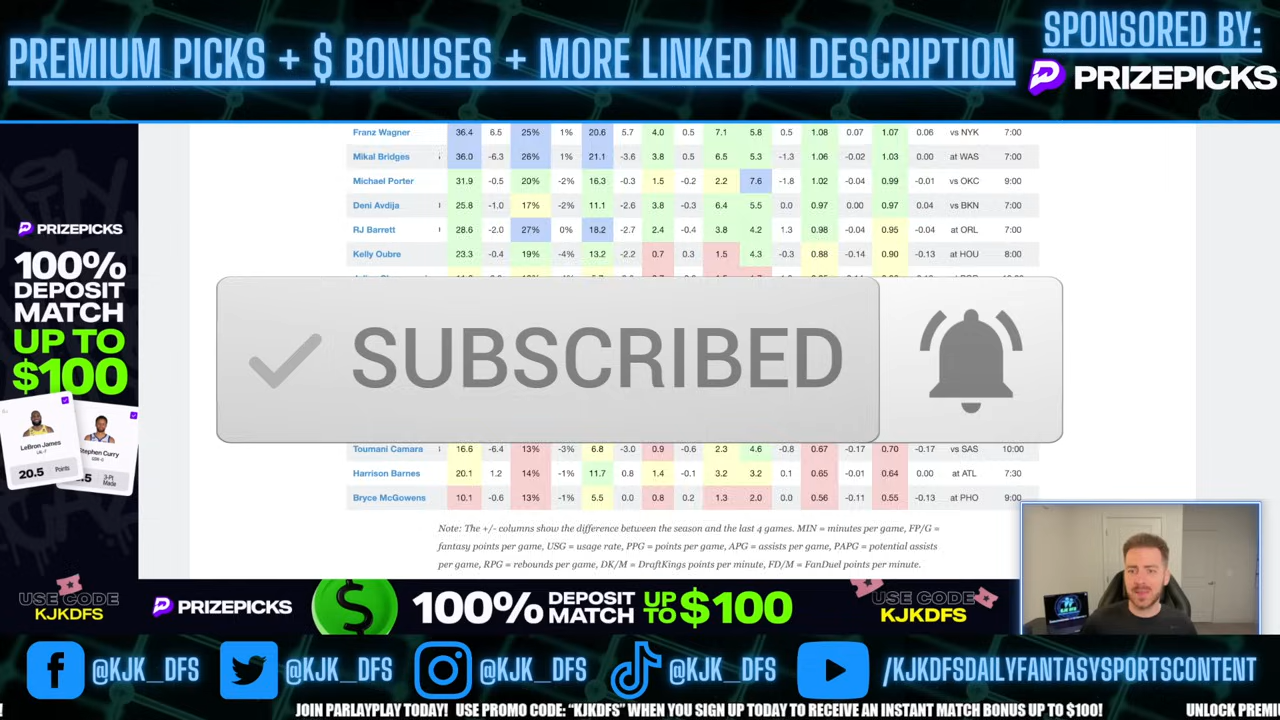 PREMIUM PICKS + $ BONUSES + MORE LINKED IN DESCRIPTION
SPONSORED BY:
PRIZEPICKS
Franz Wagner 36.4 6.5 25% 1% 20.6 5.7 4.0 0.5 7.1 5.8 0.5 1.08 0.07 1.07 0.06 vs NYK 7:00
Mikal Bridges 36.0 -6.3 26% 1% 21.1 -3.6 3.8 0.5 6.5 5.3 -1.3 1.06 -0.02 1.03 0.00 at WAS 7:00
Michael Porter 31.9 -0.5 20% -2% 16.3 -0.3 1.5 -0.2 2.2 7.6 -1.8 1.02 -0.04 0.99 -0.01 vs OKC 9:00
Deni Avdija 25.8 -1.0 17% -2% 11.1 -2.6 3.8 -0.3 6.4 5.5 0.0 0.97 0.00 0.97 0.04 vs BKN 7:00
RJ Barrett 28.6 -2.0 27% 0% 18.2 -2.7 2.4 -0.4 3.8 4.2 1.3 0.98 -0.04 0.95 -0.04 at ORL 7:00
Kelly Oubre 23.3 -0.4 19% -4% 13.2 -2.2 0.7 0.3 1.5 4.3 -0.3 0.88 -0.14 0.90 -0.13 at HOU 8:00
SUBSCRIBED
Toumani Camara 16.6 -6.4 13% -3% 6.8 -3.0 0.9 -0.6 2.3 4.6 -0.8 0.67 -0.17 0.70 -0.17 vs SAS 10:00
Harrison Barnes 20.1 1.2 14% -1% 11.7 0.8 1.4 -0.1 3.2 3.2 0.1 0.65 -0.01 0.64 0.00 at ATL 7:30
Bryce McGowens 10.1 -0.6 13% -1% 5.5 0.0 0.8 0.2 1.3 2.0 0.0 0.56 -0.11 0.55 -0.13 at PHO 9:00
Note: The +/- columns show the difference between the season and the last 4 games. MIN = minutes per game, FP/G =
fantasy points per game, USG = usage rate, PPG = points per game, APG = assists per game, PAPG = potential assists
per game, RPG = rebounds per game, DK/M = DraftKings points per minute, FD/M = FanDuel points per minute.
PRIZEPICKS
100%
DEPOSIT
MATCH
UP TO
$100
LeBron James
20.5 Points
Stephen Curry
3-Pt
Made
USE CODE
KJKDFS
PRIZEPICKS
$
100% DEPOSIT MATCH UP TO $100
USE CODE
KJKDFS
@KJK_DFS
@KJK_DFS
@KJK_DFS
@KJK_DFS
/KJKDFSDAILYFANTASYSPORTSCONTENT
JOIN PARLAYPLAY TODAY! USE PROMO CODE: "KJKDFS" WHEN YOU SIGN UP TODAY TO RECEIVE AN INSTANT MATCH BONUS UP TO $100!
UNLOCK PREMI